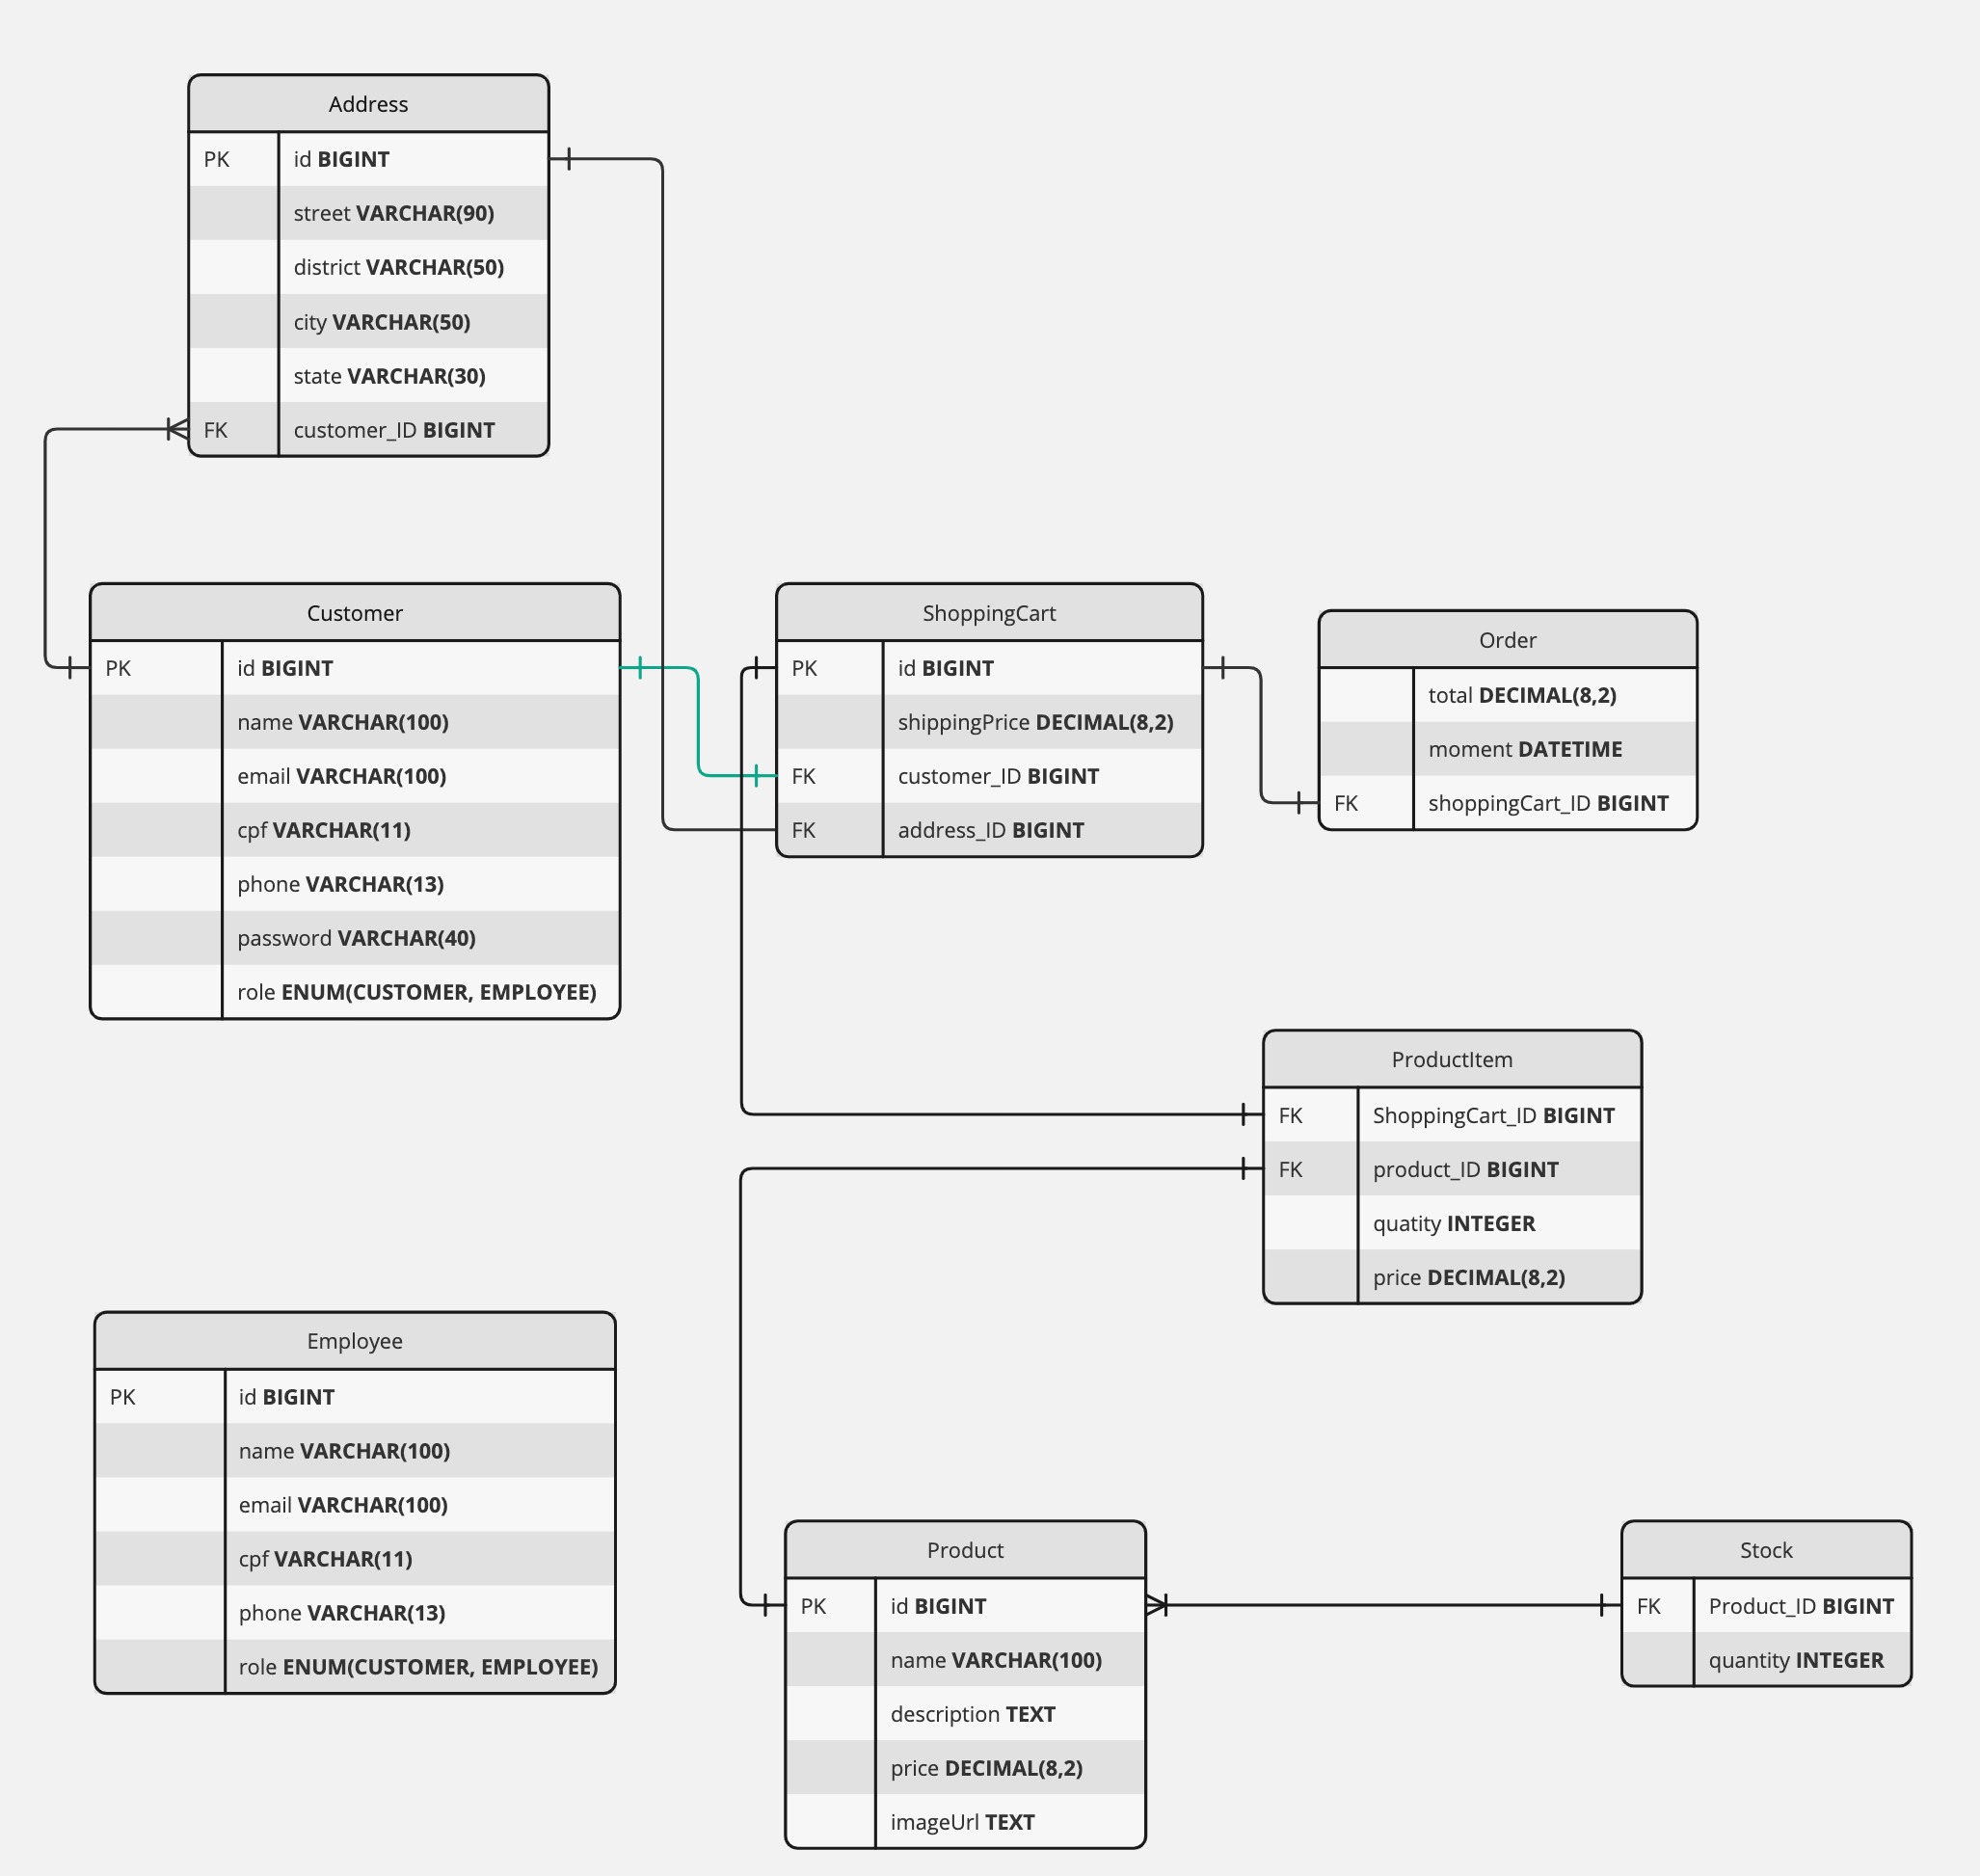 Address
PK id BIGINT
street VARCHAR(90)
district VARCHAR(50)
city VARCHAR(50)
state VARCHAR(30)
FK customer_ID BIGINT
Customer
PK id BIGINT
name VARCHAR(100)
email VARCHAR(100)
cpf VARCHAR(11)
phone VARCHAR(13)
password VARCHAR(40)
role ENUM(CUSTOMER, EMPLOYEE)
ShoppingCart
PK id BIGINT
shippingPrice DECIMAL(8,2)
FK customer_ID BIGINT
FK address_ID BIGINT
Order
total DECIMAL(8,2)
moment DATETIME
FK shoppingCart_ID BIGINT
ProductItem
FK ShoppingCart_ID BIGINT
FK product_ID BIGINT
quatity INTEGER
price DECIMAL(8,2)
Employee
PK id BIGINT
name VARCHAR(100)
email VARCHAR(100)
cpf VARCHAR(11)
phone VARCHAR(13)
role ENUM(CUSTOMER, EMPLOYEE)
Product
PK id BIGINT
name VARCHAR(100)
description TEXT
price DECIMAL(8,2)
imageUrl TEXT
Stock
FK Product_ID BIGINT
quantity INTEGER